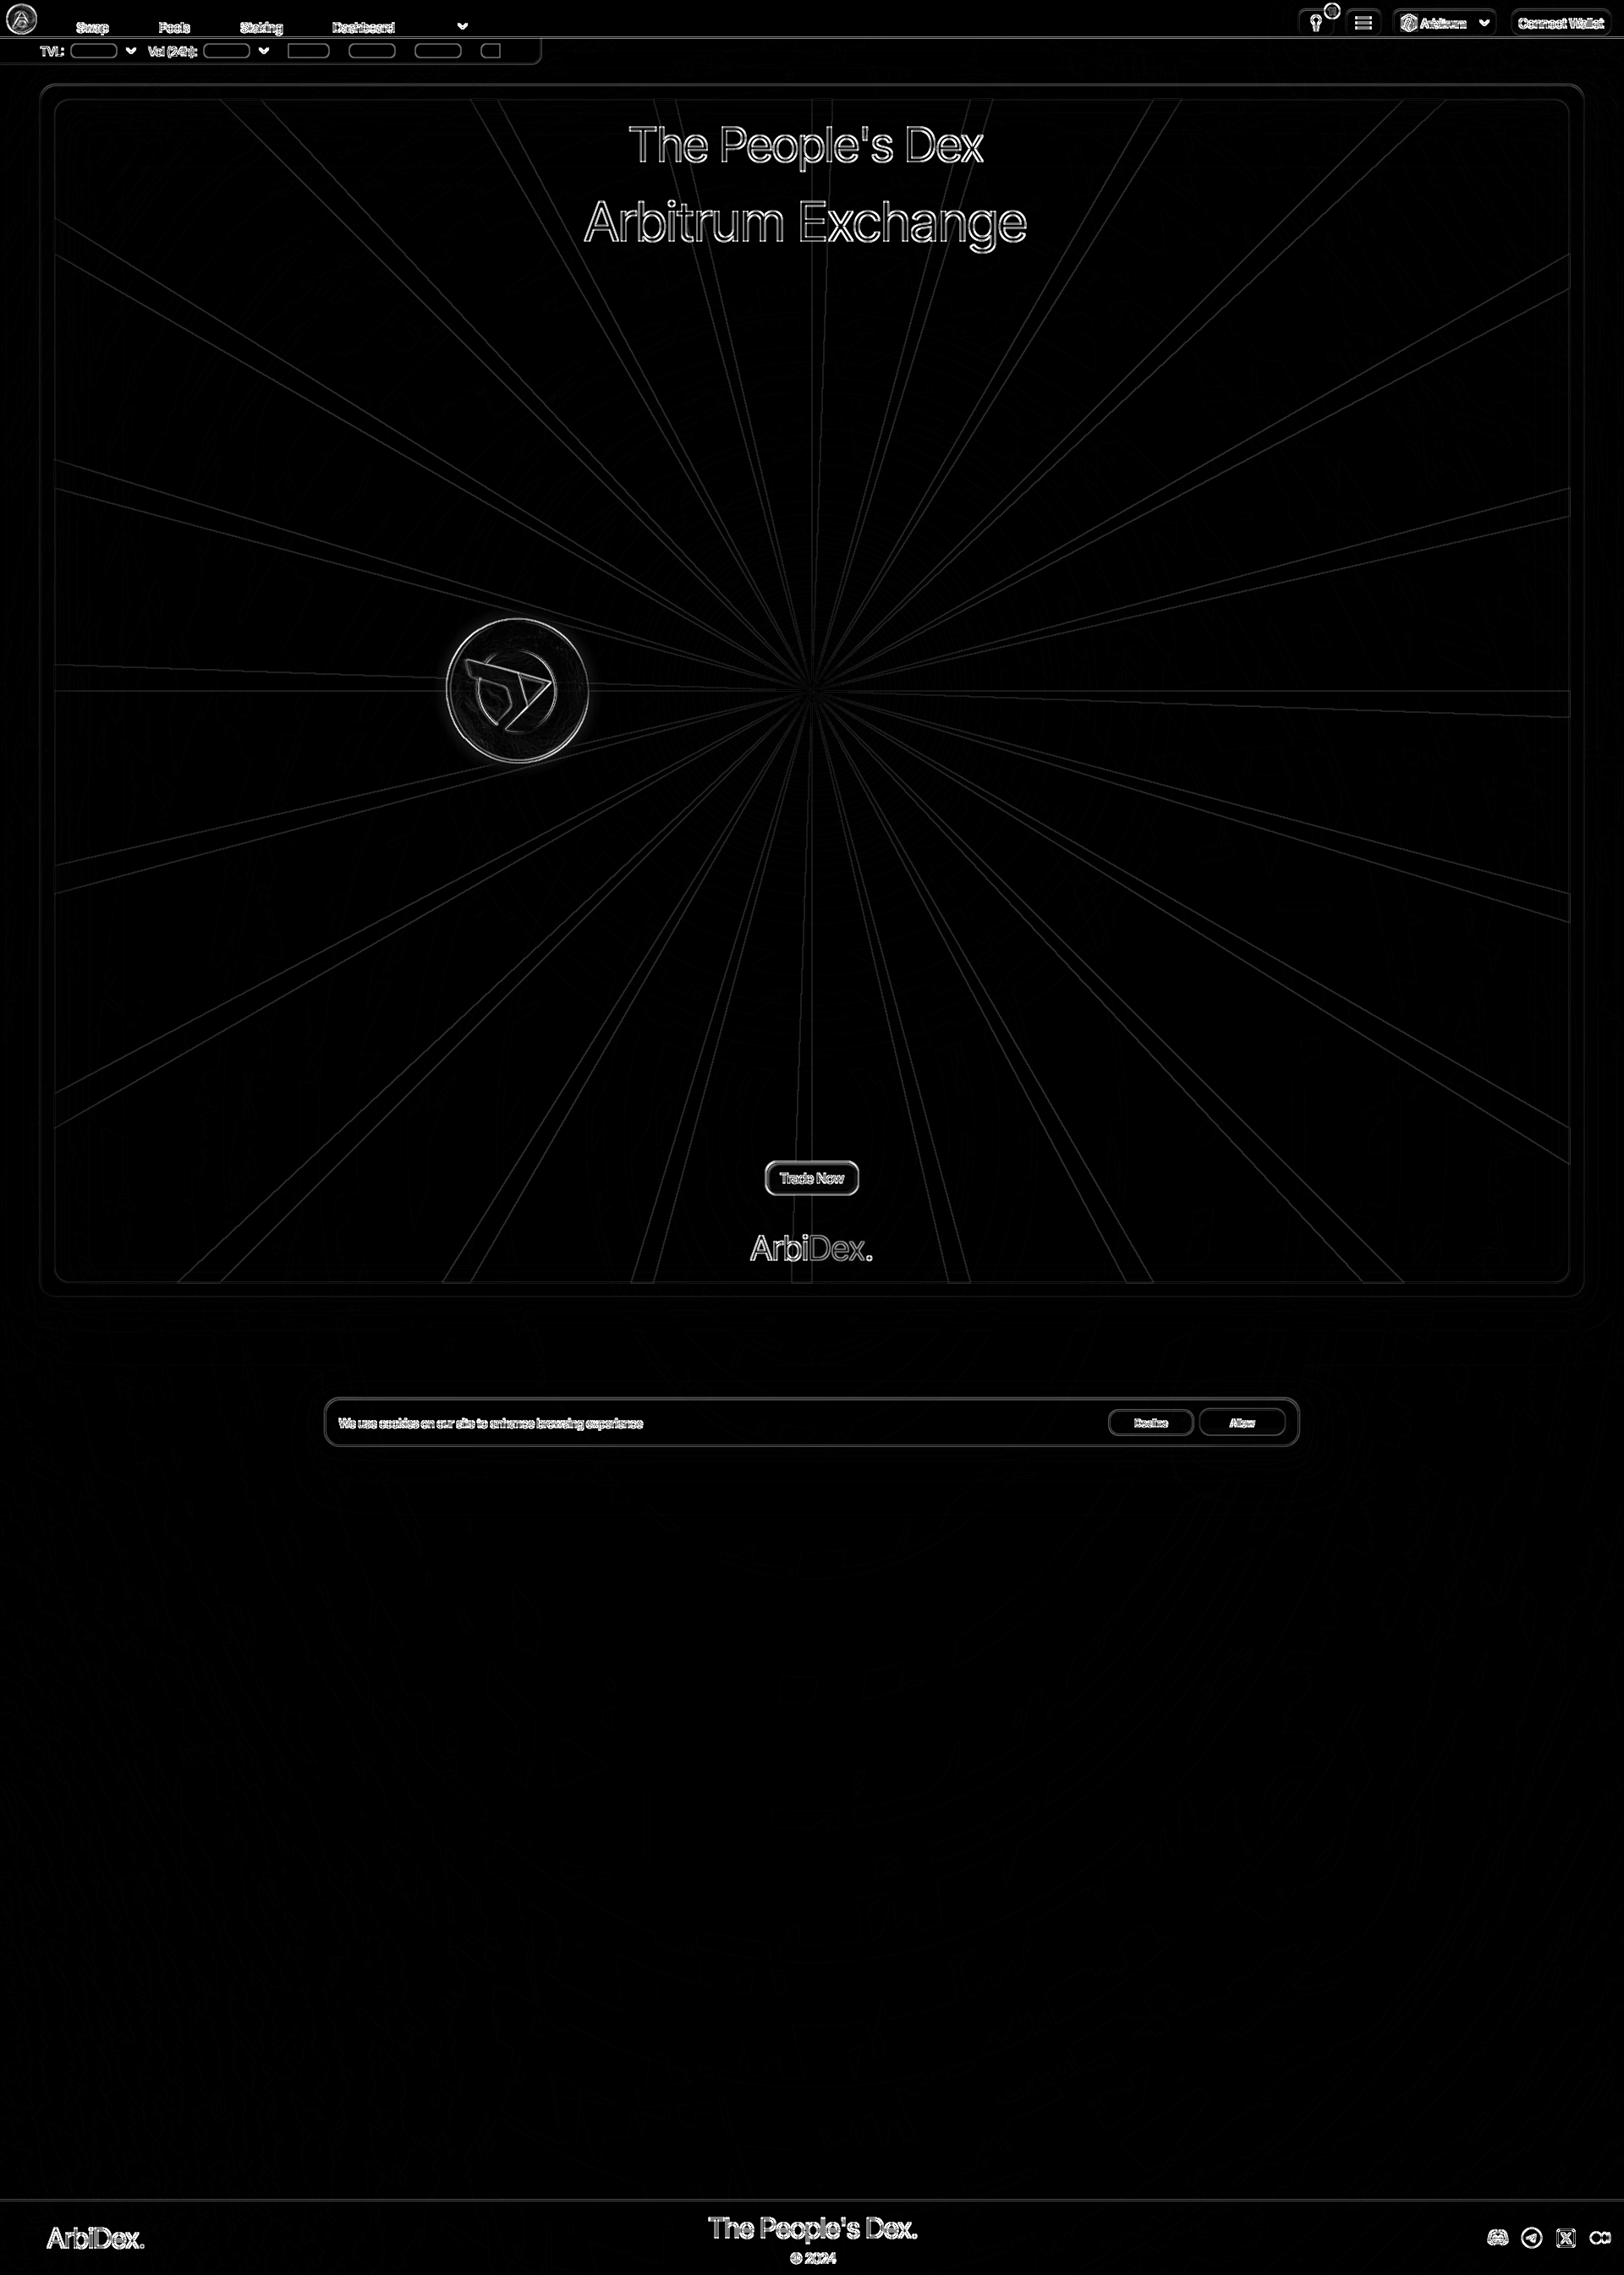 Swap Pools Staking Dashboard Arbitrum Connect Wallet
TVL: Vol (24h):
The People's Dex
Arbitrum Exchange
Trade Now
ArbiDex.
We use cookies on our site to enhance browsing experience Decline Allow
ArbiDex.
The People's Dex.
© 2024